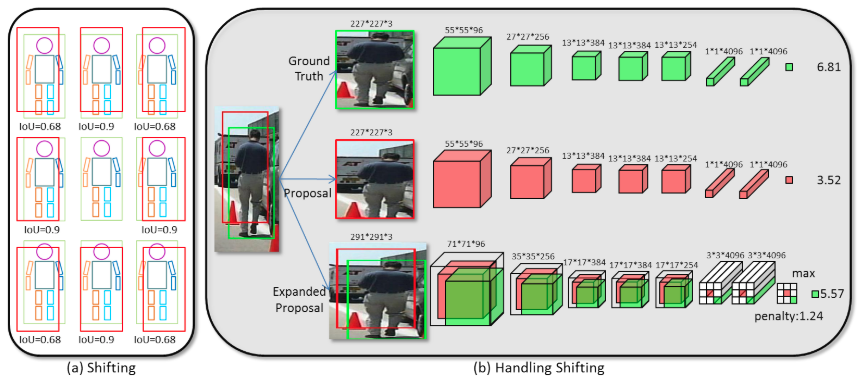 IoU=0.68 IoU=0.9 IoU=0.68
IoU=0.9 IoU=0.9
IoU=0.68 IoU=0.9 IoU=0.68
(a) Shifting
227*227*3
55*55*96 27*27*256 13*13*384 13*13*384 13*13*254 1*1*4096 1*1*4096
Ground
Truth
6.81
227*227*3
55*55*96 27*27*256 13*13*384 13*13*384 13*13*254 1*1*4096 1*1*4096
Proposal
3.52
291*291*3
71*71*96 35*35*256 17*17*384 17*17*384 17*17*254 3*3*4096 3*3*4096
Expanded
Proposal
max
5.57
penalty:1.24
(b) Handling Shifting